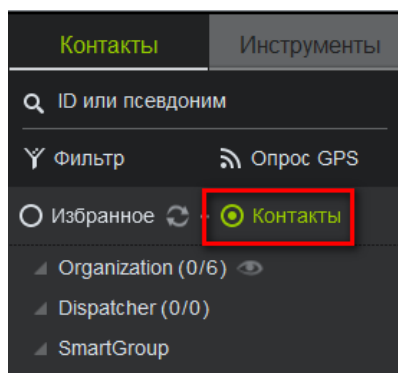 Контакты Инструменты
ID или псевдоним
Фильтр Опрос GPS
Избранное Контакты
Organization (0/6)
Dispatcher (0/0)
SmartGroup